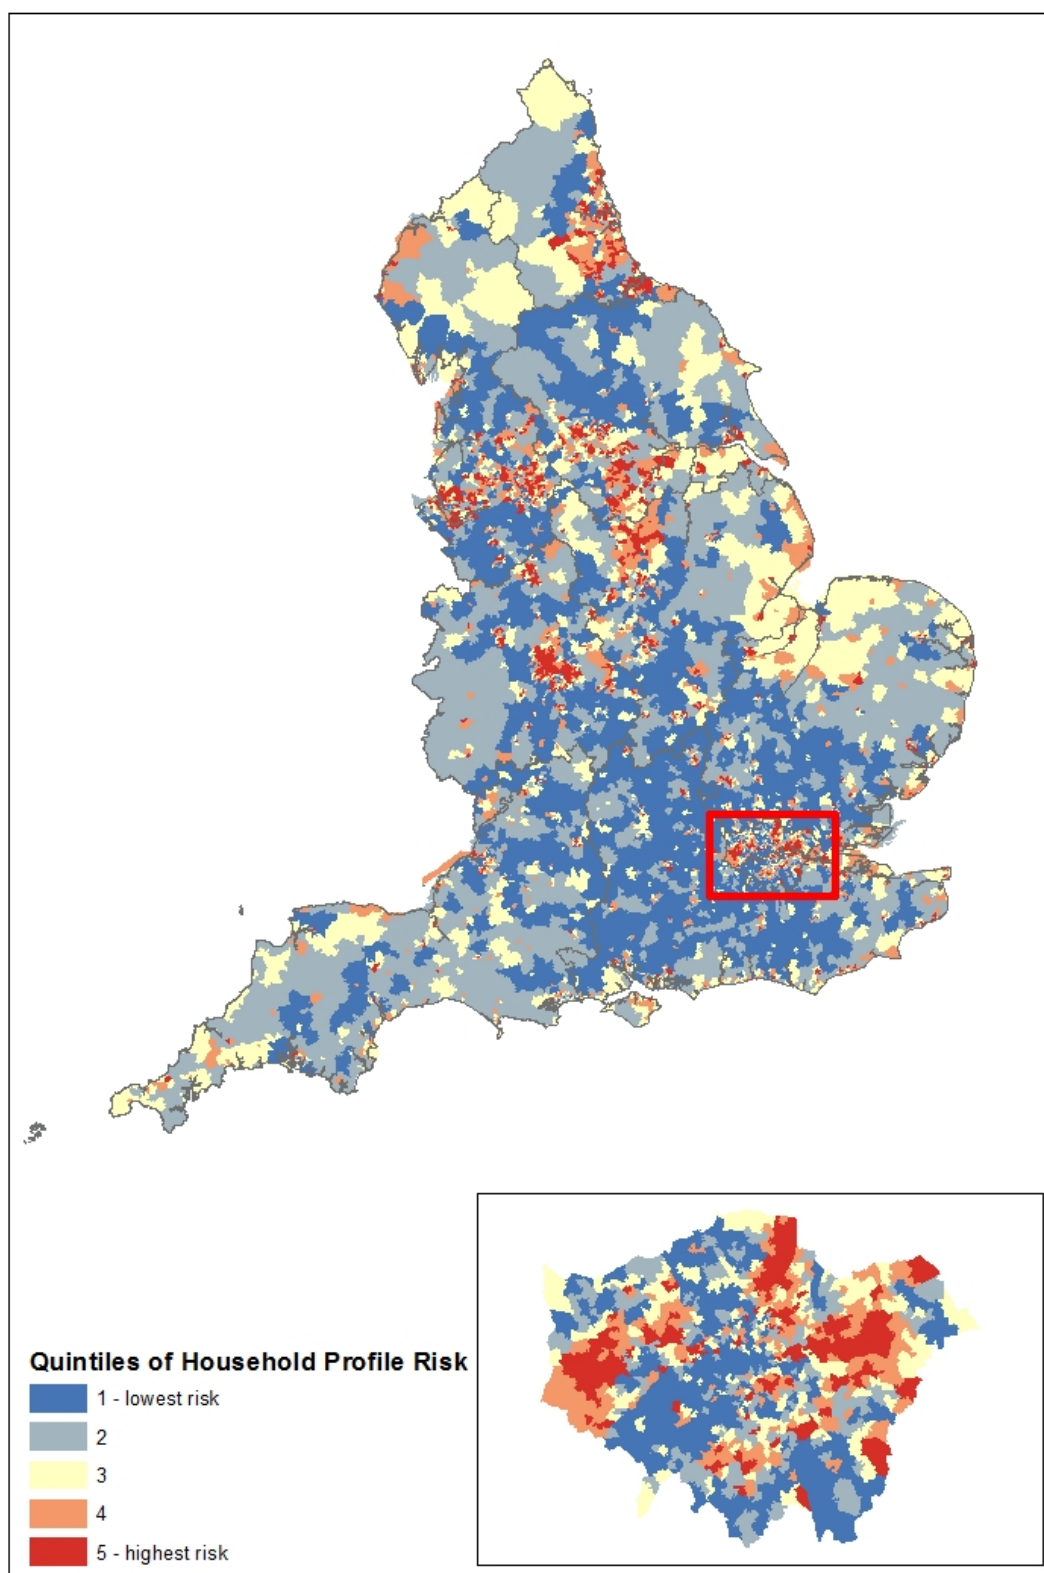 Quintiles of Household Profile Risk
1 - lowest risk
2
3
4
5 - highest risk